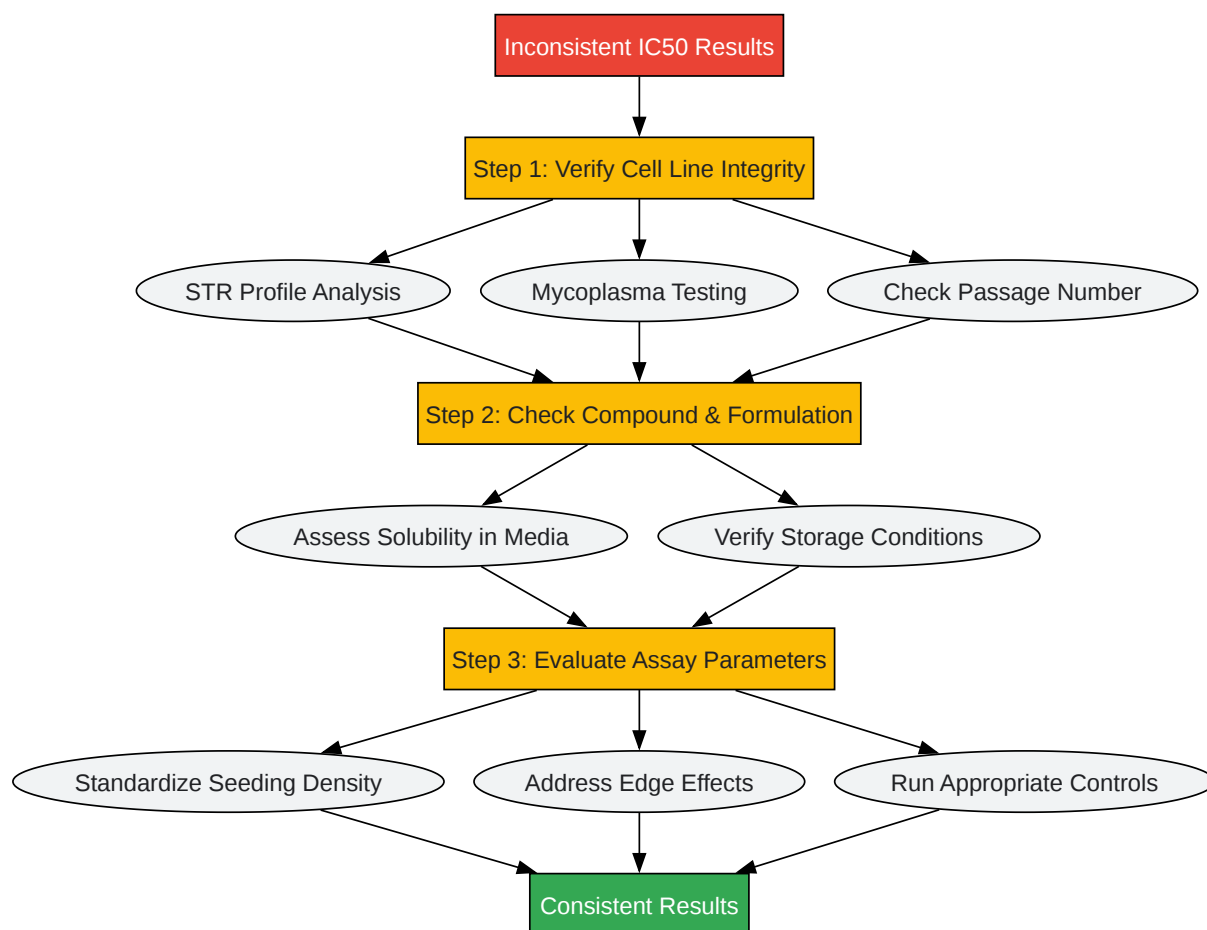 Inconsistent IC50 Results
Step 1: Verify Cell Line Integrity
STR Profile Analysis
Mycoplasma Testing
Check Passage Number
Step 2: Check Compound & Formulation
Assess Solubility in Media
Verify Storage Conditions
Step 3: Evaluate Assay Parameters
Standardize Seeding Density
Address Edge Effects
Run Appropriate Controls
Consistent Results